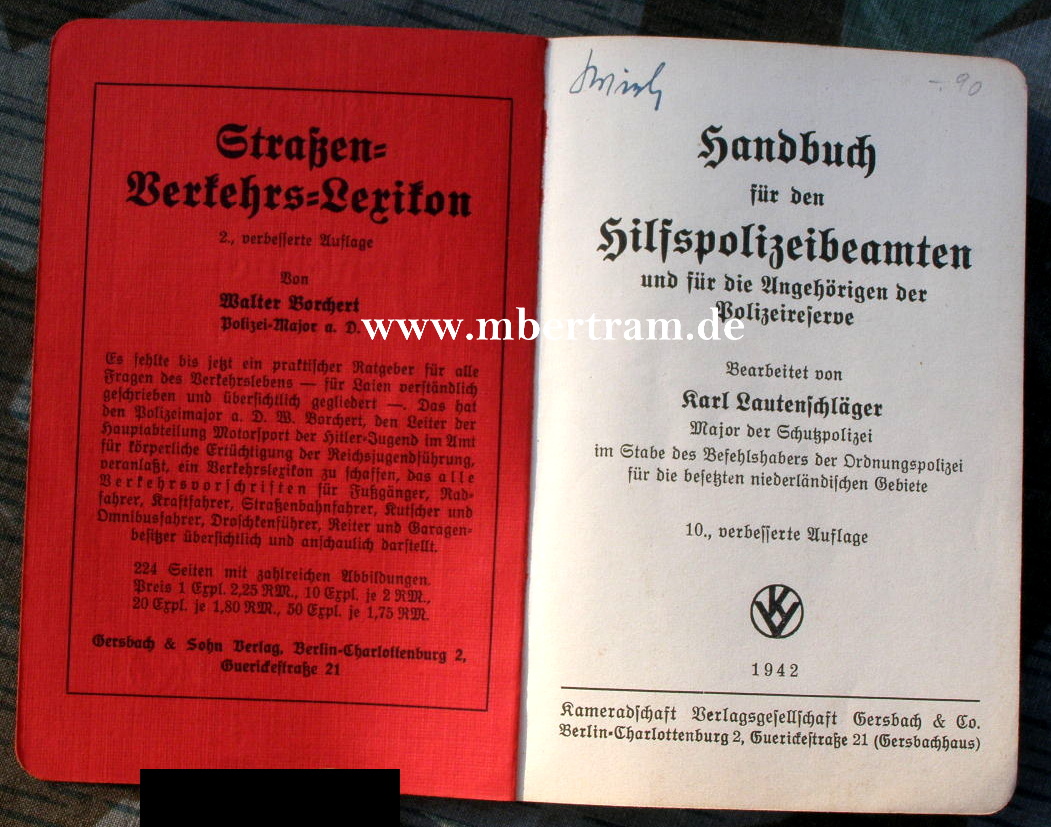 Straßen=
Verkehrs=Lexikon
2., verbesserte Auflage
Von
Walter Borchert
Polizei-Major a. D.
Es fehlte bis jetzt ein praktischer Ratgeber für alle
Fragen des Verkehrslebens — für Laien verständlich
geschrieben und übersichtlich gegliedert —. Das hat
den Polizeimajor a. D. W. Borchert, den Leiter der
Hauptabteilung Motorsport der Hitler-Jugend im Amt
für körperliche Ertüchtigung der Reichsjugendführung,
veranlaßt, ein Verkehrslexikon zu schaffen, das alle
Verkehrsvorschriften für Fußgänger, Rad-
fahrer, Kraftfahrer, Straßenbahnfahrer, Kutscher und
Omnibusfahrer, Droschkenführer, Reiter und Garagen-
besitzer übersichtlich und anschaulich darstellt.
224 Seiten mit zahlreichen Abbildungen.
Preis 1 Expl. 2,25 RM., 10 Expl. je 2 RM.,
20 Expl. je 1,80 RM., 50 Expl. je 1,75 RM.
Gersbach & Sohn Verlag, Berlin-Charlottenburg 2,
Guerickestraße 21
www.mbertram.de
-.90
Handbuch
für den
Hilfspolizeibeamten
und für die Angehörigen der
Polizeireserve
Bearbeitet von
Karl Lautenschläger
Major der Schutzpolizei
im Stabe des Befehlshabers der Ordnungspolizei
für die besetzten niederländischen Gebiete
10., verbesserte Auflage
1942
Kameradschaft Verlagsgesellschaft Gersbach & Co.
Berlin-Charlottenburg 2, Guerickestraße 21 (Gersbachhaus)